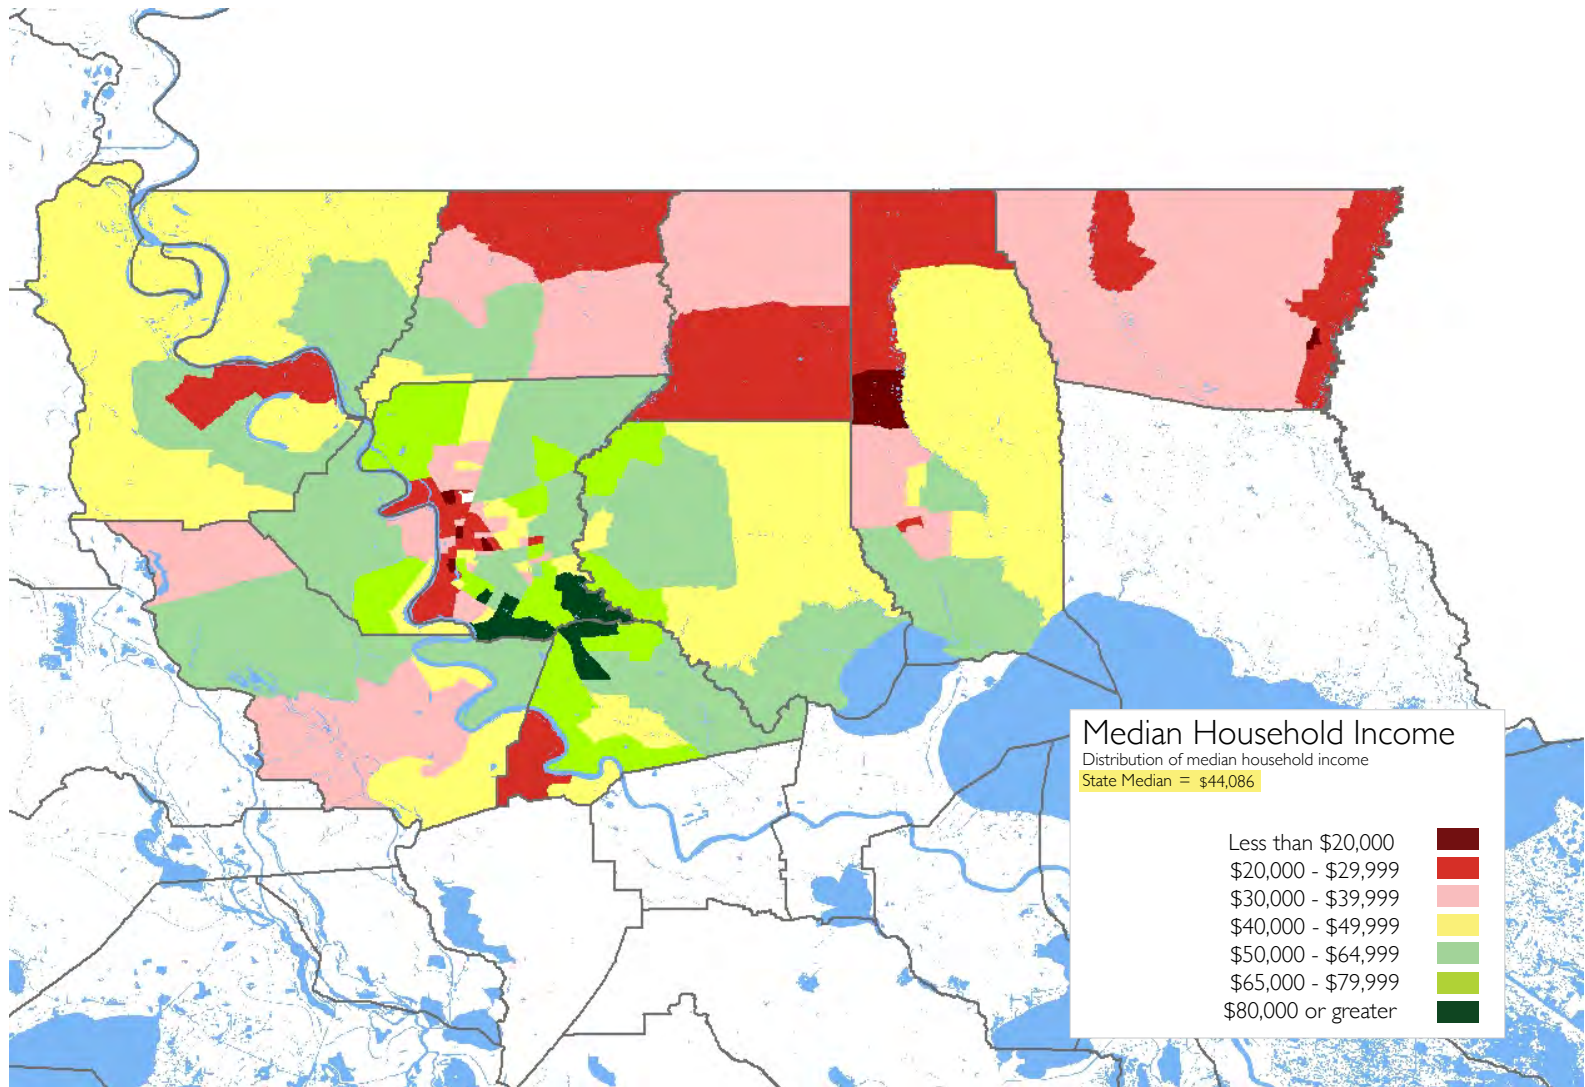 Median Household Income
Distribution of median household income
State Median = $44,086
Less than $20,000
$20,000 - $29,999
$30,000 - $39,999
$40,000 - $49,999
$50,000 - $64,999
$65,000 - $79,999
$80,000 or greater